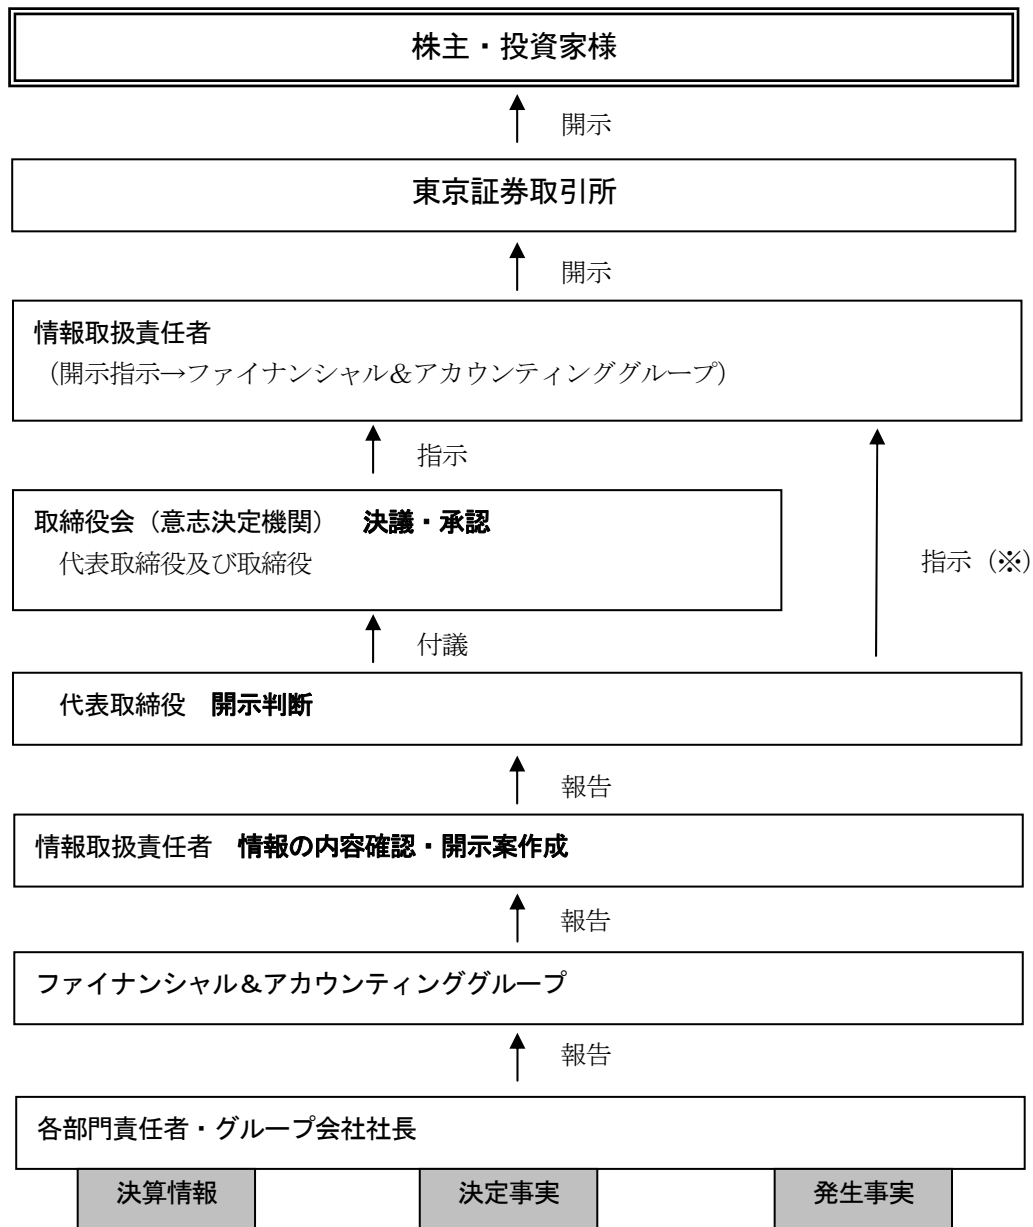 株主・投資家様
開示
東京証券取引所
開示
情報取扱責任者
（開示指示→ファイナンシャル＆アカウンティンググループ）
指示
取締役会（意志決定機関）　決議・承認
代表取締役及び取締役
指示（※）
付議
代表取締役　開示判断
報告
情報取扱責任者　情報の内容確認・開示案作成
報告
ファイナンシャル＆アカウンティンググループ
報告
各部門責任者・グループ会社社長
決算情報　決定事実　発生事実